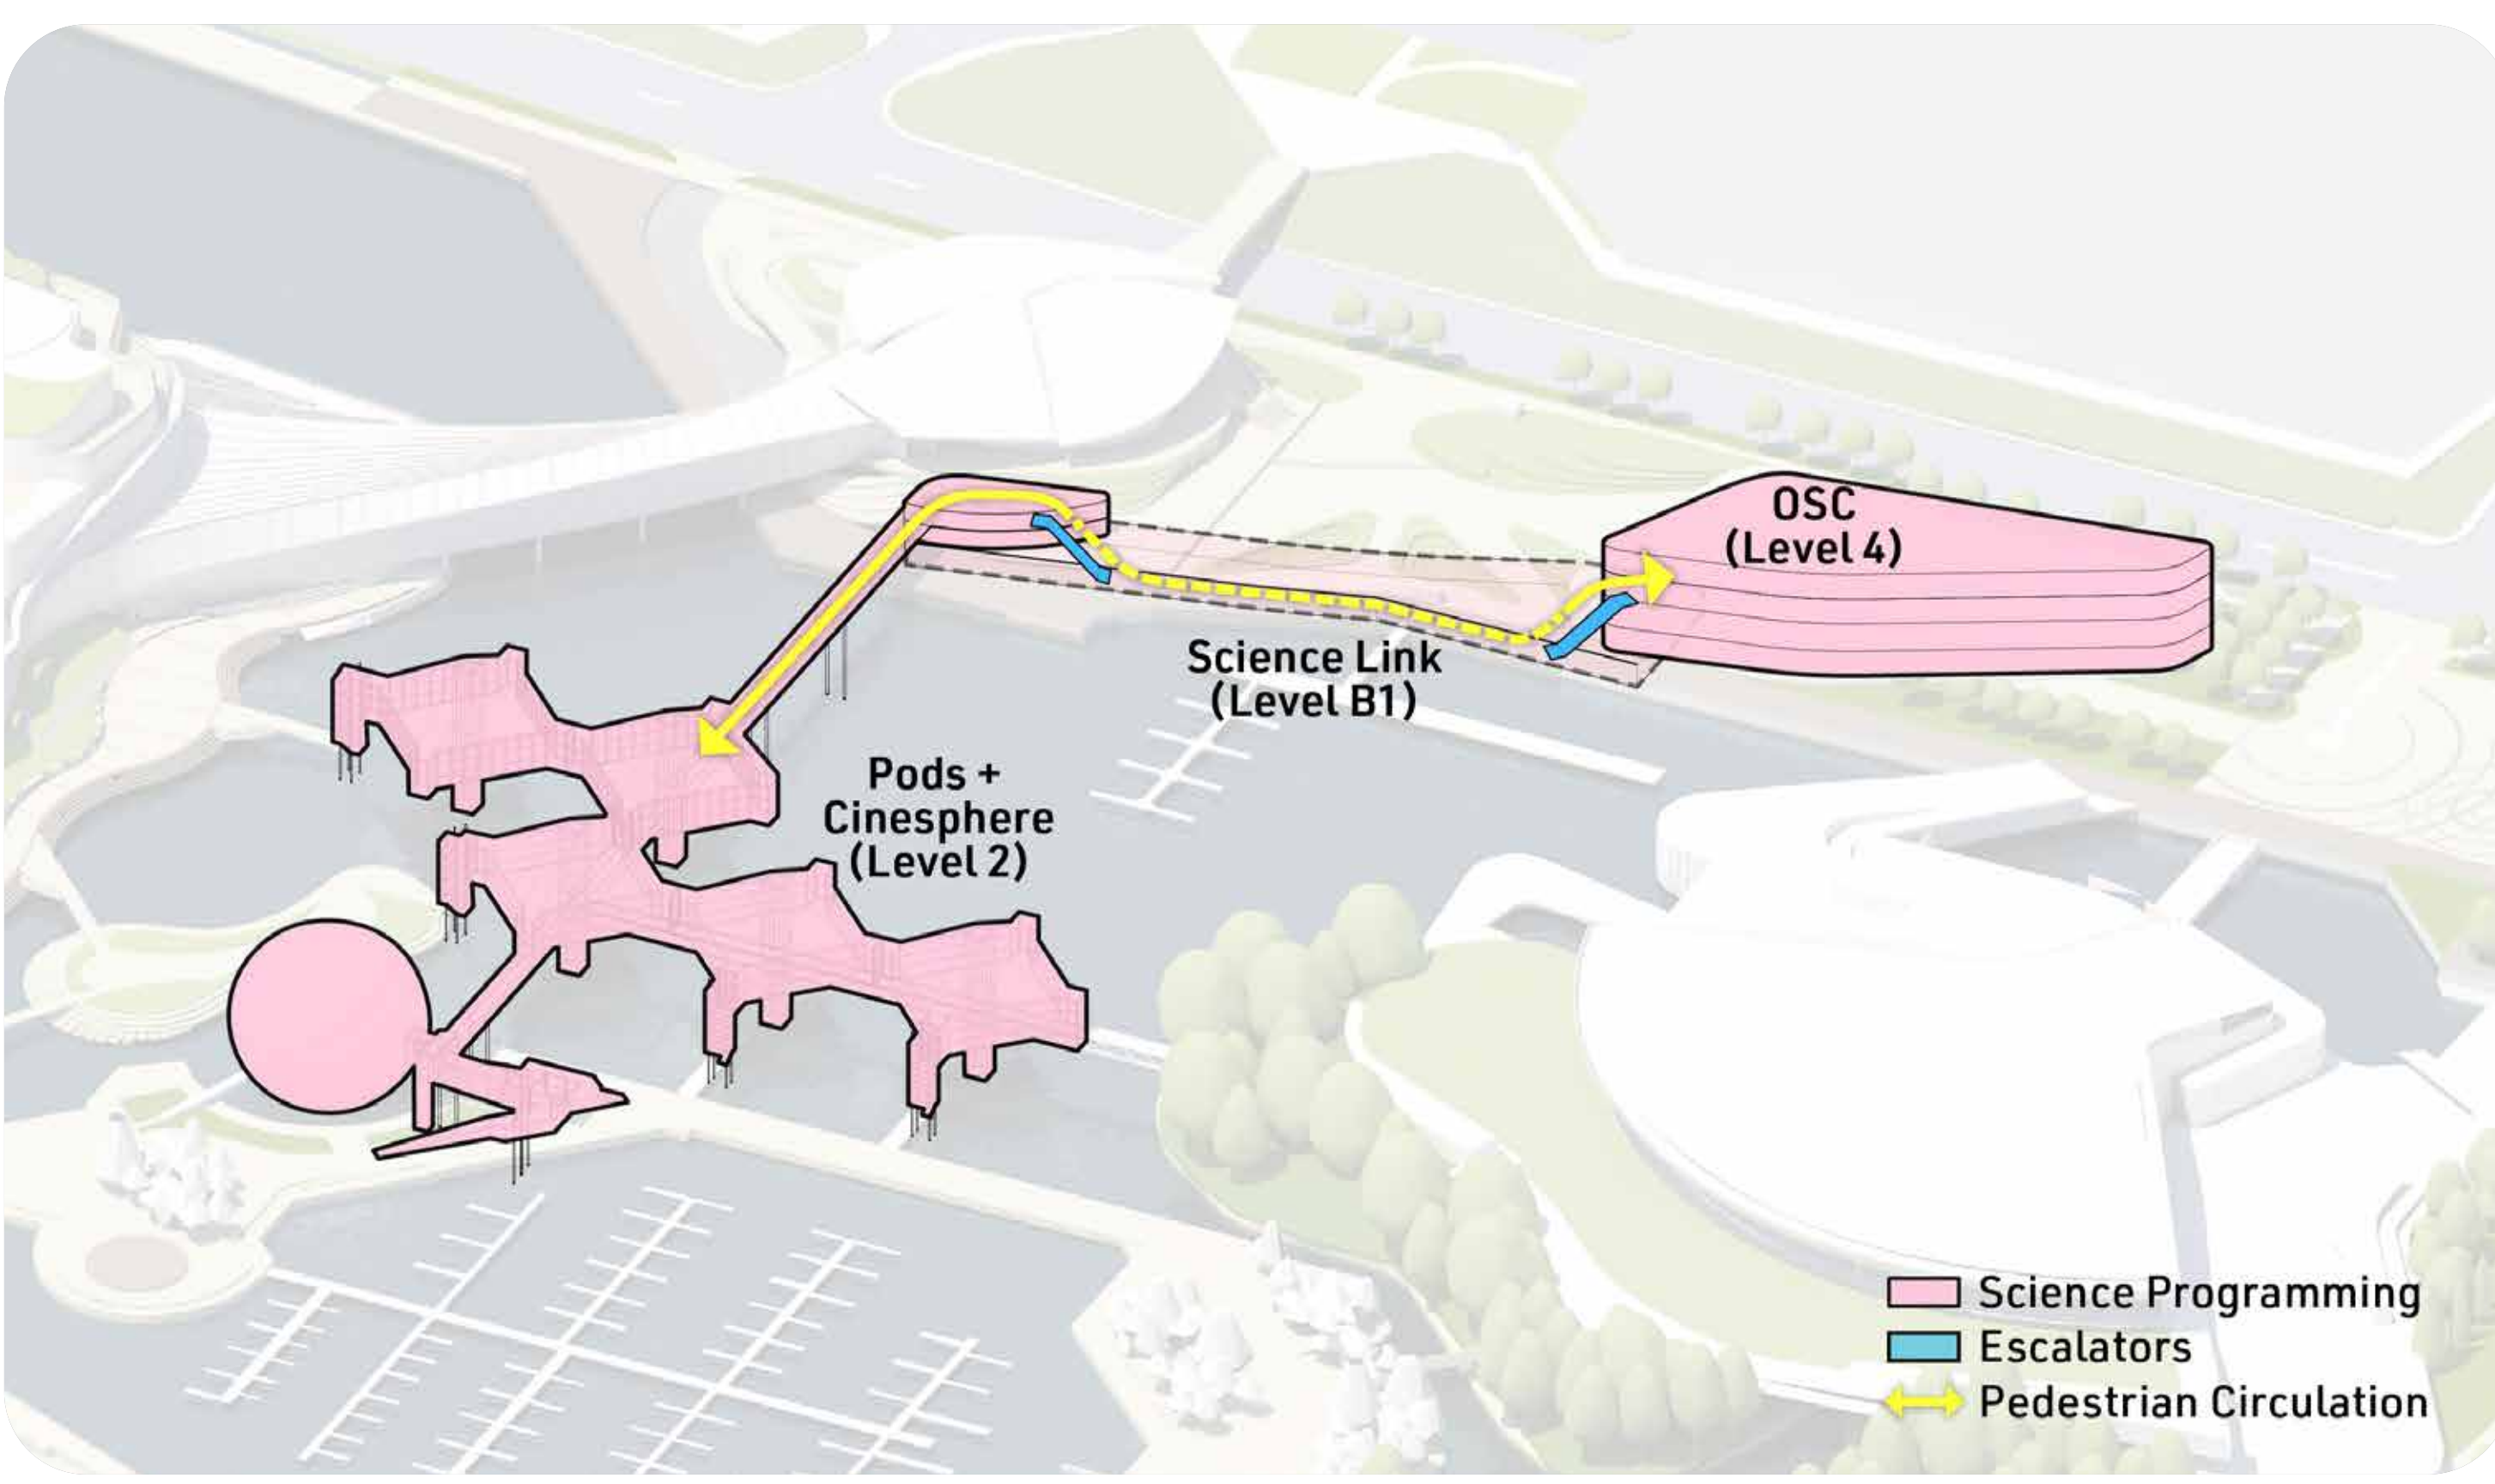 OSC
(Level 4)
Science Link
(Level B1)
Pods +
Cinesphere
(Level 2)
Science Programming
Escalators
Pedestrian Circulation